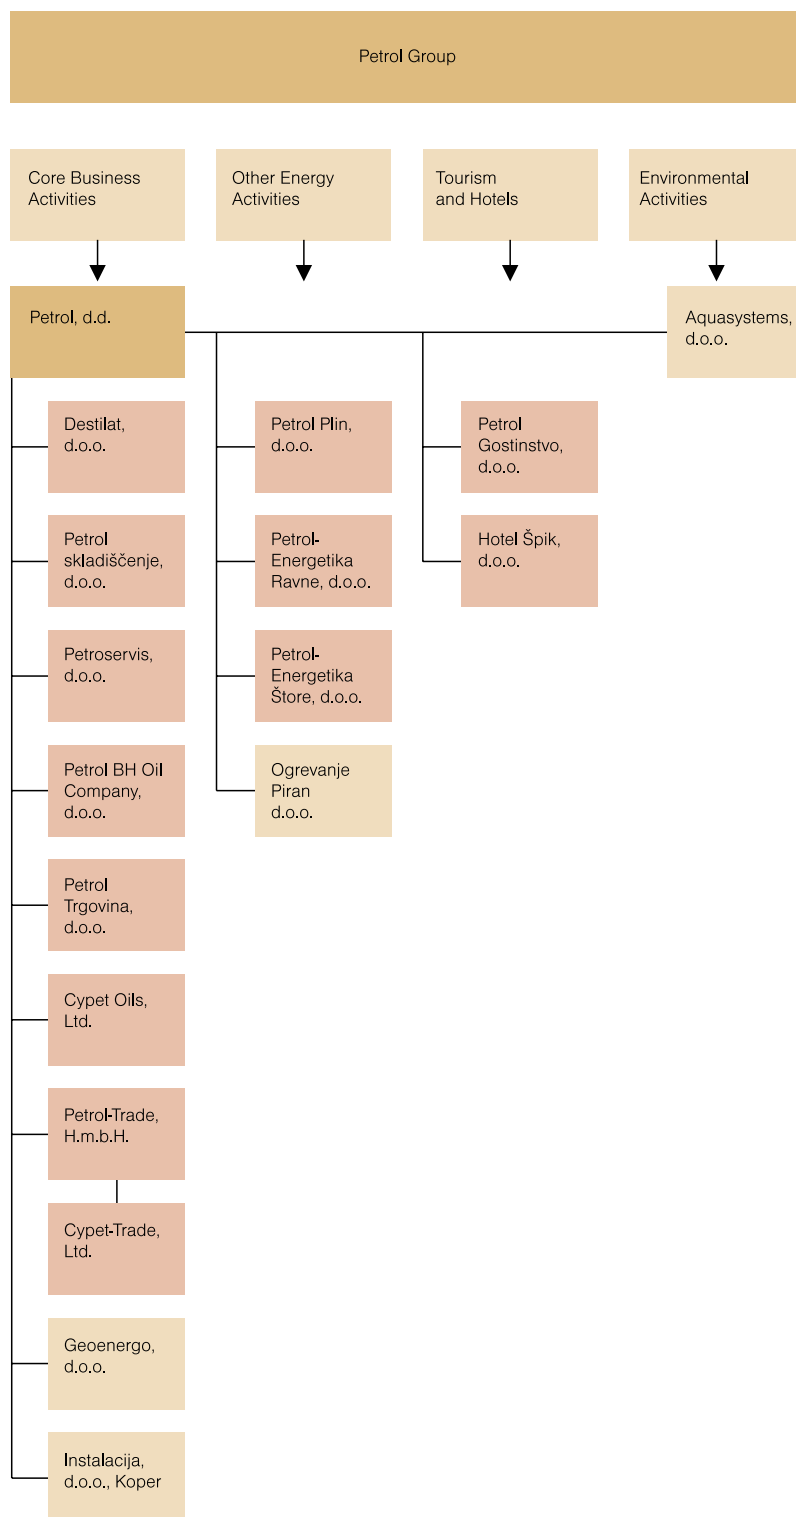 Petrol Group
Core Business
Activities
Other Energy
Activities
Tourism
and Hotels
Environmental
Activities
Petrol, d.d.
Aquasystems,
d.o.o.
Destilat,
d.o.o.
Petrol
skladiščenje,
d.o.o.
Petroservis,
d.o.o.
Petrol BH Oil
Company,
d.o.o.
Petrol
Trgovina,
d.o.o.
Cypet Oils,
Ltd.
Petrol-Trade,
H.m.b.H.
Cypet-Trade,
Ltd.
Geoenergo,
d.o.o.
Instalacija,
d.o.o., Koper
Petrol Plin,
d.o.o.
Petrol-
Energetika
Ravne, d.o.o.
Petrol-
Energetika
Štore, d.o.o.
Ogrevanje
Piran
d.o.o.
Petrol
Gostinstvo,
d.o.o.
Hotel Špik,
d.o.o.